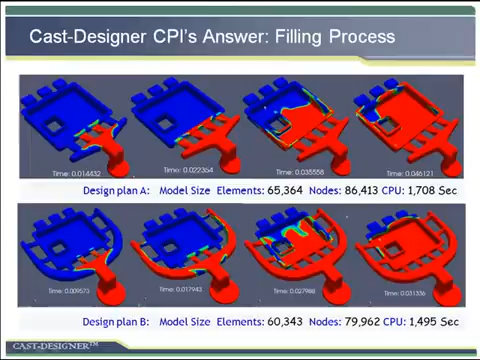 Cast-Designer CPI's Answer: Filling Process
Time: 0.014432
Time: 0.022364
Time: 0.035558
Time: 0.046121
Design plan A: Model Size Elements: 65,364 Nodes: 86,413 CPU: 1,708 Sec
Time: 0.009573
Time: 0.017943
Time: 0.027988
Time: 0.031336
Design plan B: Model Size Elements: 60,343 Nodes: 79,962 CPU: 1,495 Sec
CAST-DESIGNER™